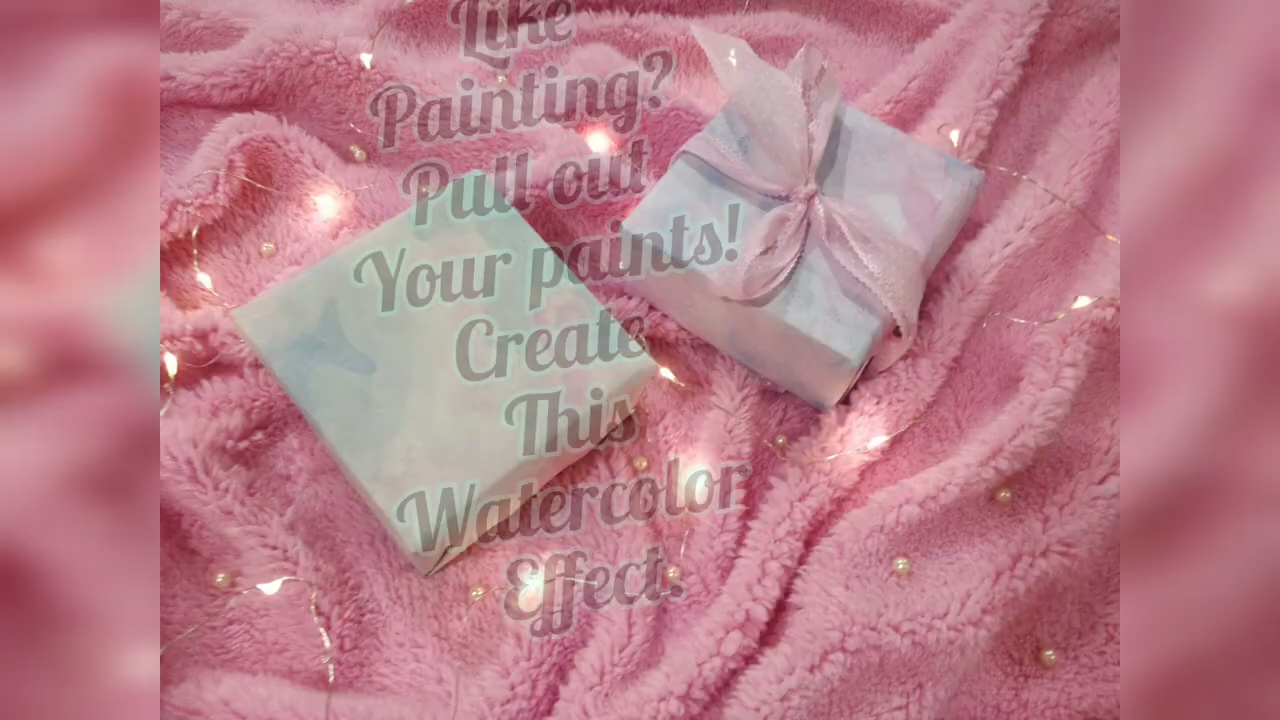 Like
Painting?
Pull out
Your paints!
Create
This
Watercolor
Effect.